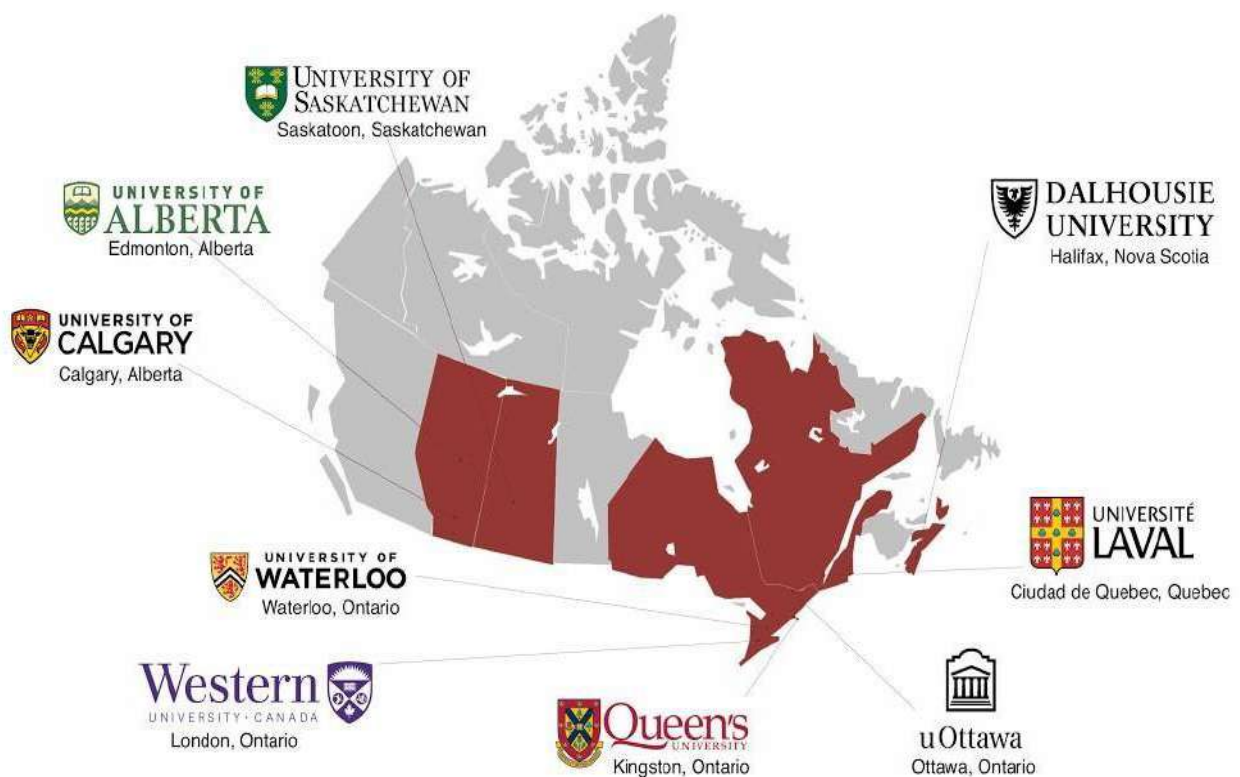 UNIVERSITY OF
SASKATCHEWAN
Saskatoon, Saskatchewan
UNIVERSITY OF
ALBERTA
Edmonton, Alberta
DALHOUSIE
UNIVERSITY
Halifax, Nova Scotia
UNIVERSITY OF
CALGARY
Calgary, Alberta
UNIVERSITÉ
LAVAL
Ciudad de Quebec, Quebec
UNIVERSITY OF
WATERLOO
Waterloo, Ontario
Western
UNIVERSITY · CANADA
London, Ontario
Queen's
UNIVERSITY
Kingston, Ontario
uOttawa
Ottawa, Ontario